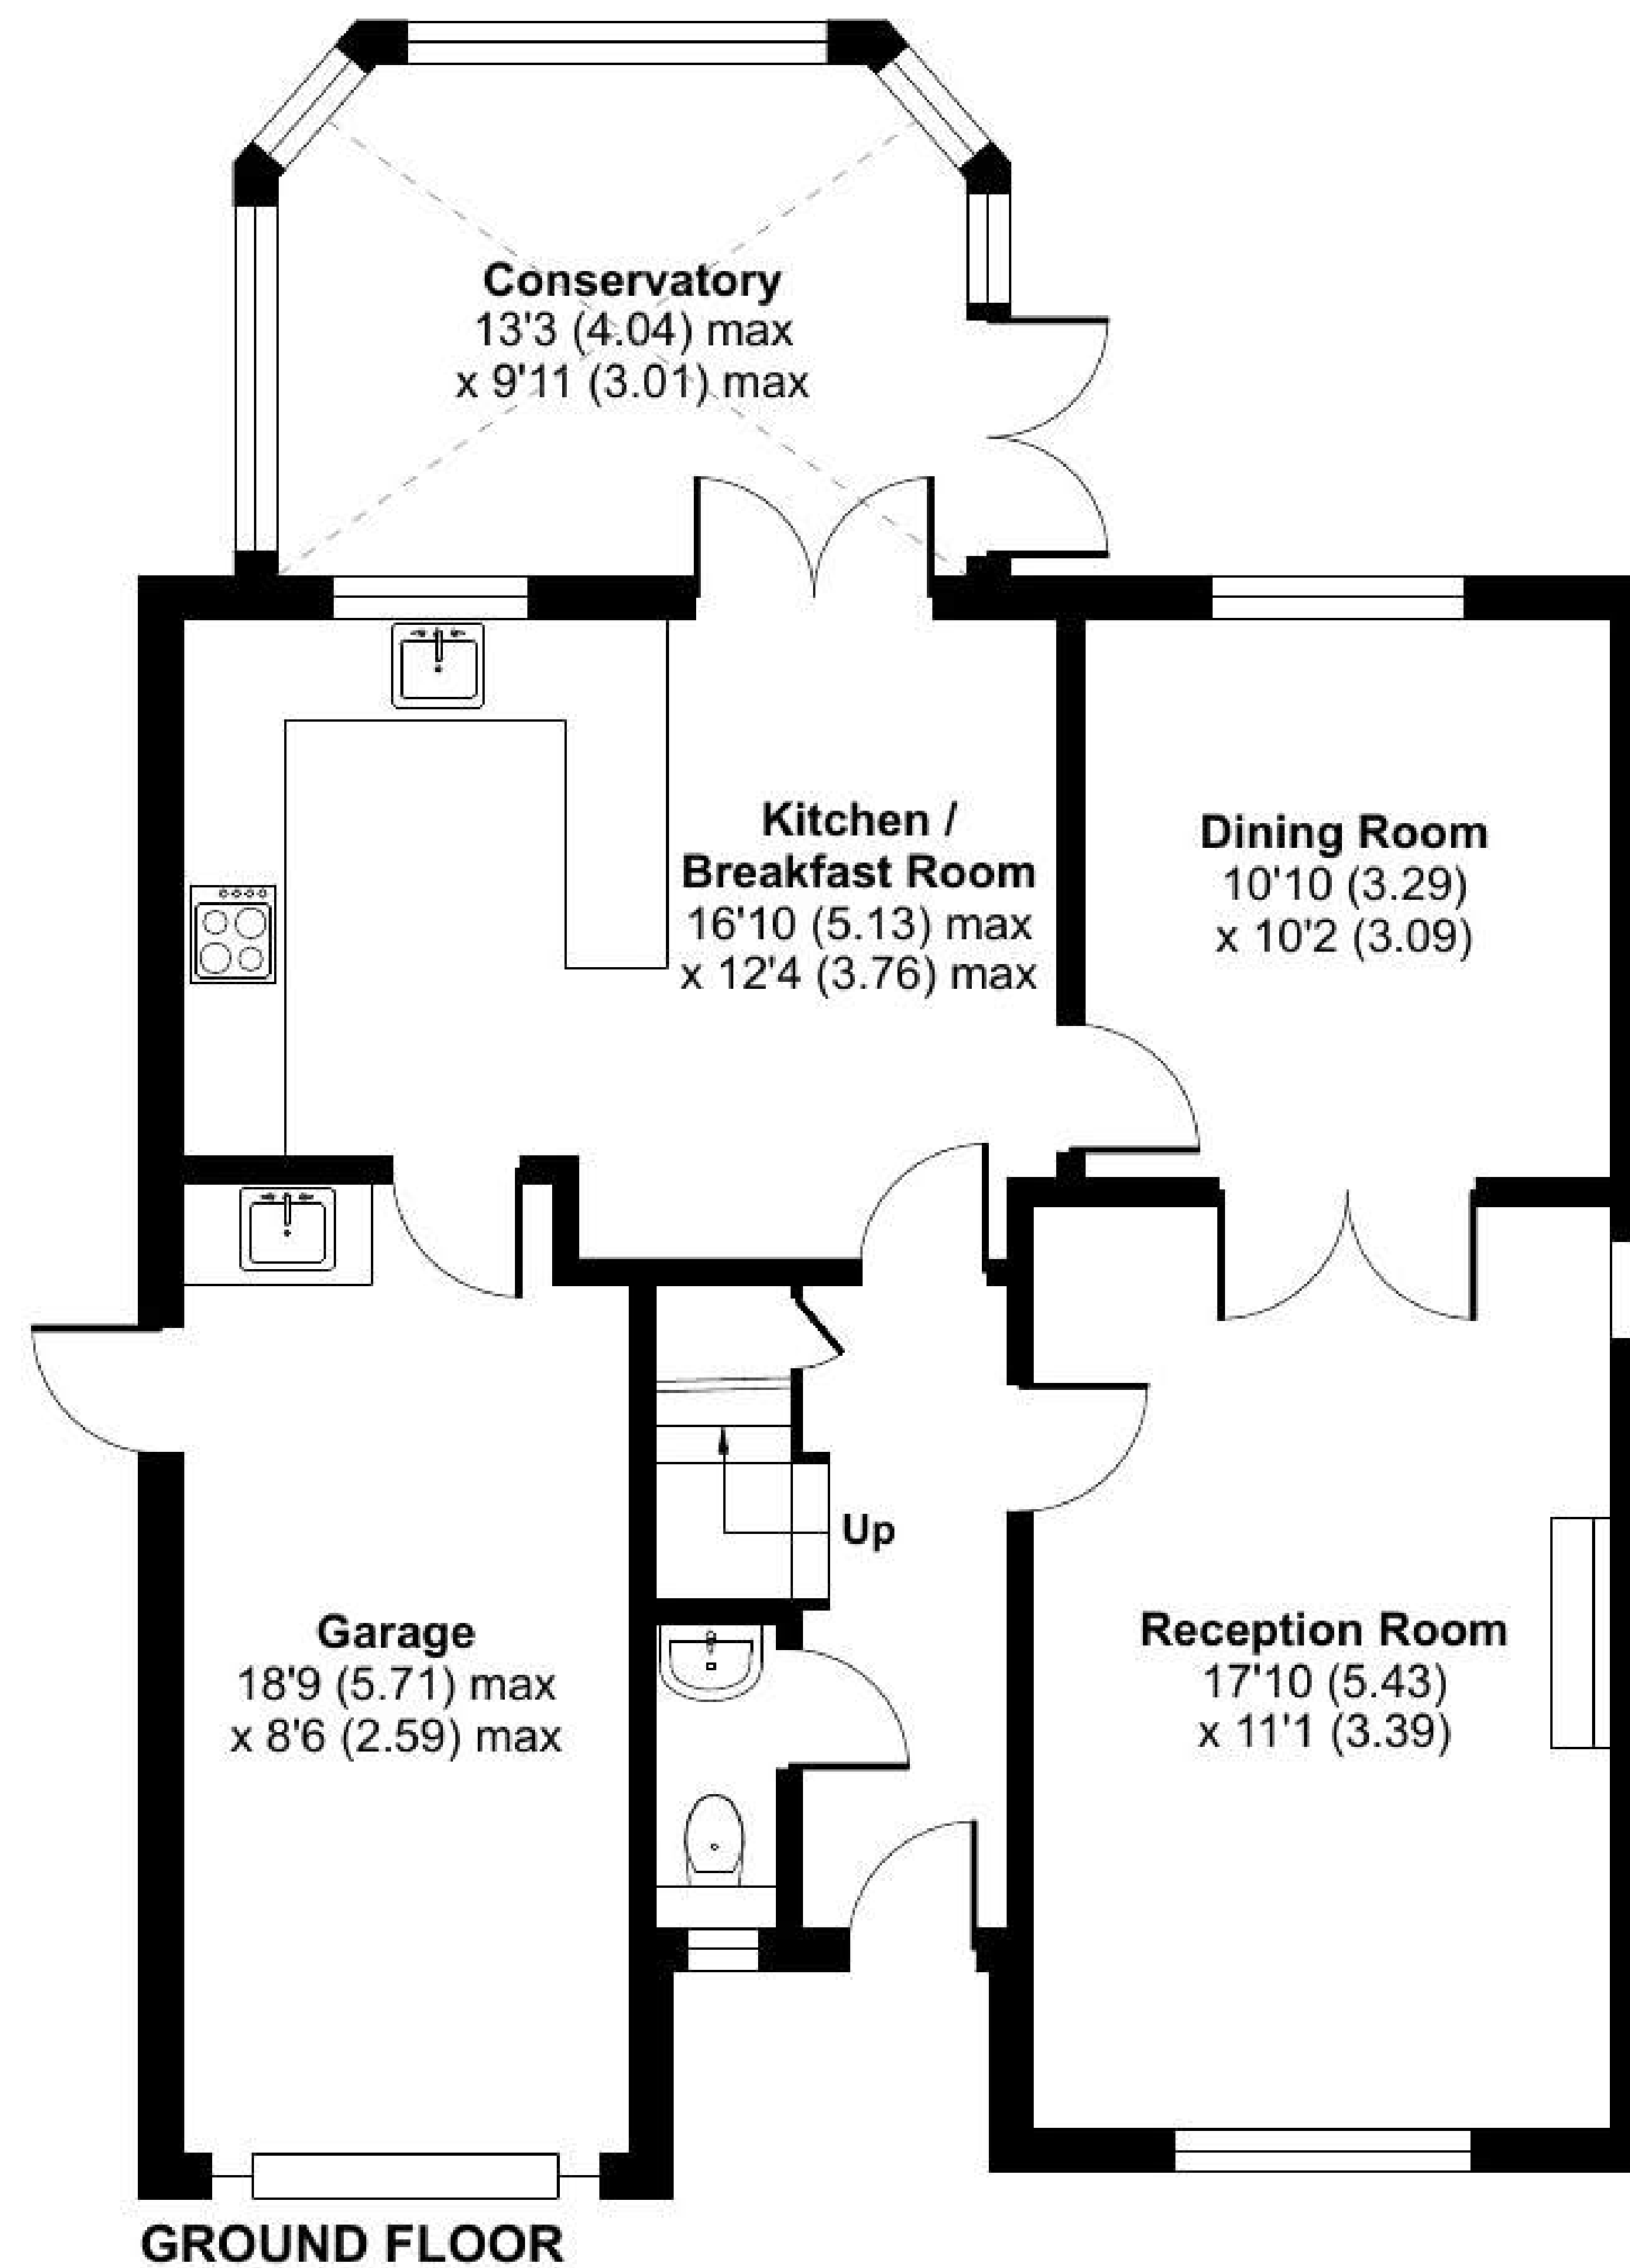 Conservatory
13'3 (4.04) max
x 9'11 (3.01) max
Kitchen /
Breakfast Room
16'10 (5.13) max
x 12'4 (3.76) max
Dining Room
10'10 (3.29)
x 10'2 (3.09)
Up
Garage
18'9 (5.71) max
x 8'6 (2.59) max
Reception Room
17'10 (5.43)
x 11'1 (3.39)
GROUND FLOOR